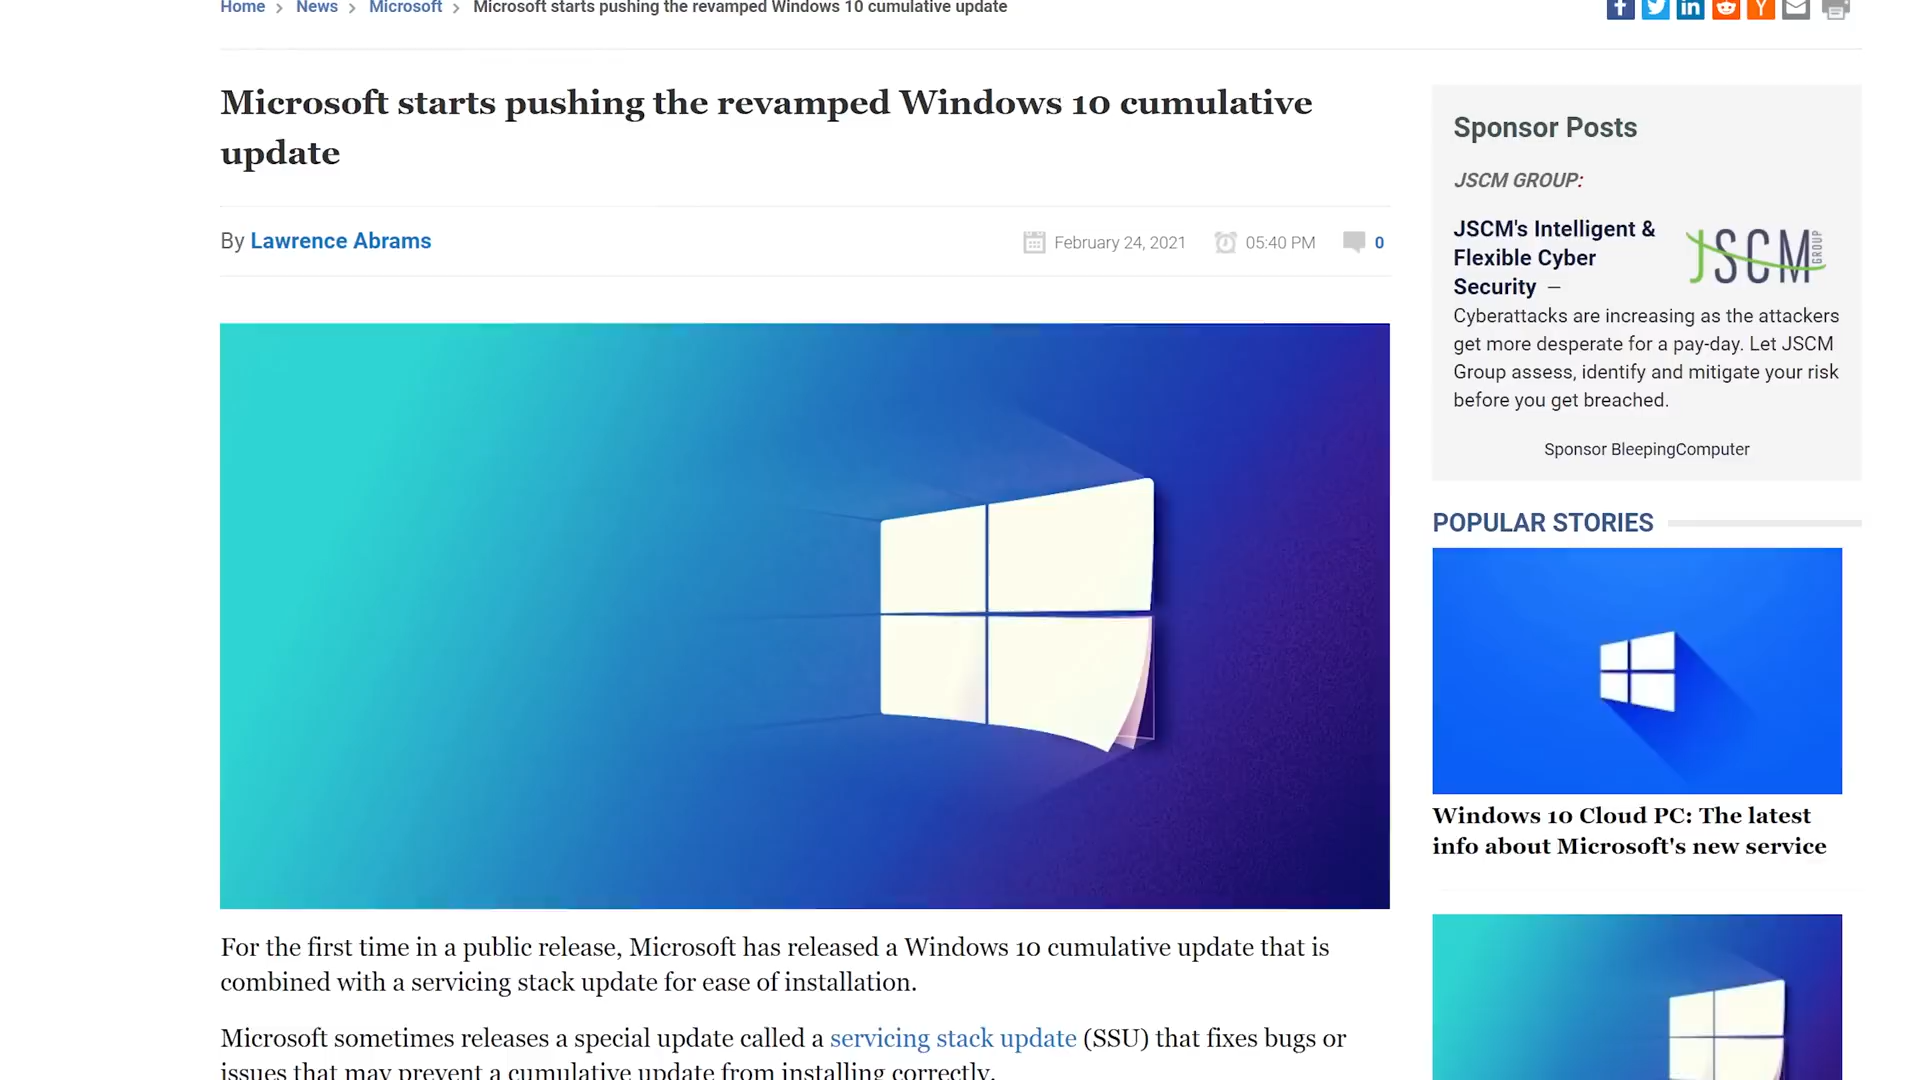 Home > News > Microsoft > Microsoft starts pushing the revamped Windows 10 cumulative update
Microsoft starts pushing the revamped Windows 10 cumulative
update
By Lawrence Abrams
February 24, 2021
05:40 PM
0
For the first time in a public release, Microsoft has released a Windows 10 cumulative update that is
combined with a servicing stack update for ease of installation.
Microsoft sometimes releases a special update called a servicing stack update (SSU) that fixes bugs or
issues that may prevent a cumulative update from installing correctly.
Sponsor Posts
JSCM GROUP:
JSCM's Intelligent &
Flexible Cyber
Security –
JSCM GROUP
Cyberattacks are increasing as the attackers
get more desperate for a pay-day. Let JSCM
Group assess, identify and mitigate your risk
before you get breached.
Sponsor BleepingComputer
POPULAR STORIES
Windows 10 Cloud PC: The latest
info about Microsoft's new service